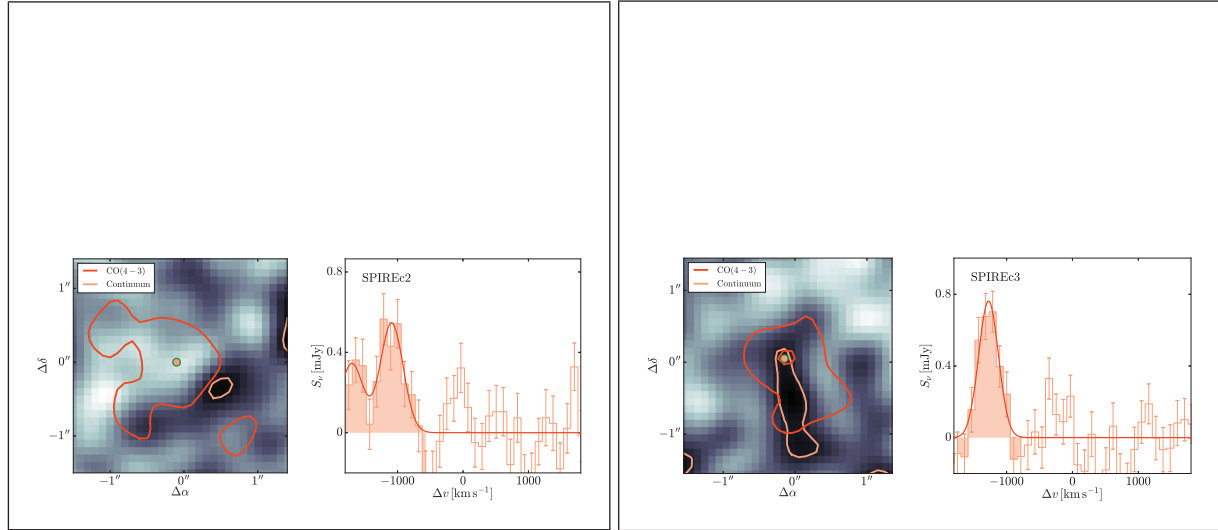 CO(4−3)
Continuum
1′′
0′′
−1′′
Δδ
−1′′
0′′
1′′
Δα
SPIREc2
0.8
0.4
0
S_ν [mJy]
−1000
0
1000
Δv [km s⁻¹]
CO(4−3)
Continuum
1′′
0′′
−1′′
Δδ
−1′′
0′′
1′′
Δα
SPIREc3
0.8
0.4
0
S_ν [mJy]
−1000
0
1000
Δv [km s⁻¹]